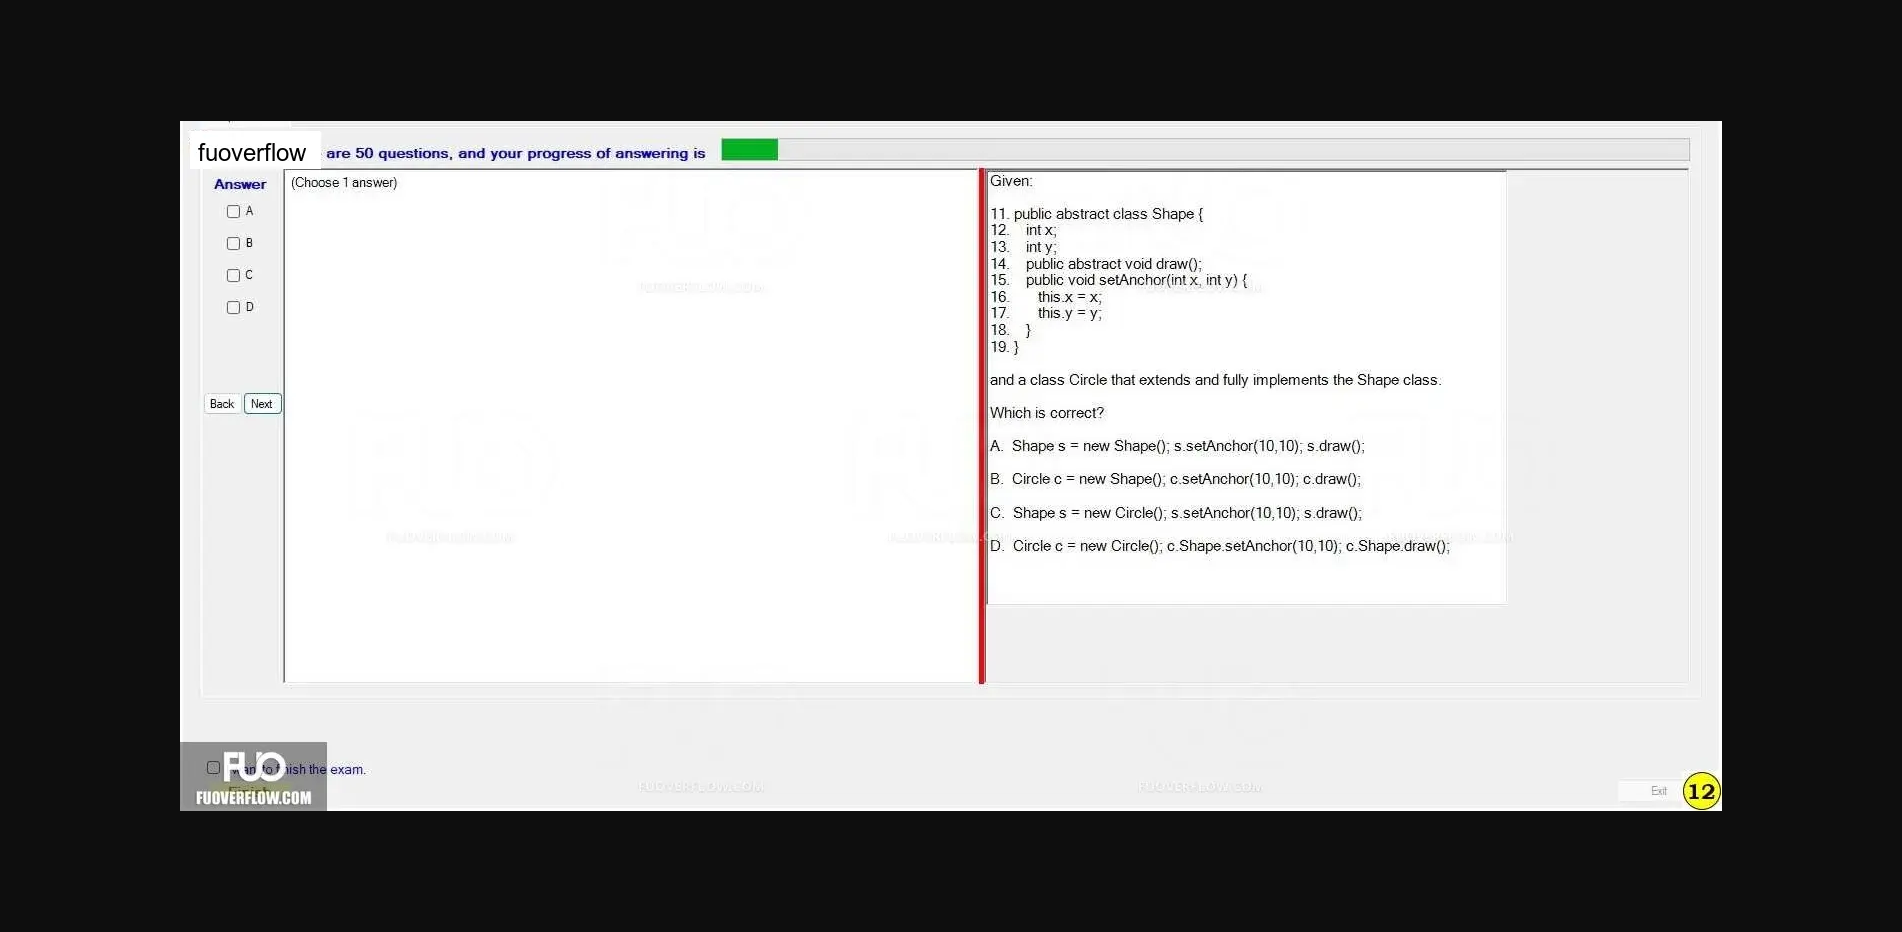 fuoverflow are 50 questions, and your progress of answering is
Answer
(Choose 1 answer)
A
B
C
D
Back Next
Given:
11. public abstract class Shape {
12. int x;
13. int y;
14. public abstract void draw();
15. public void setAnchor(int x, int y) {
16. this.x = x;
17. this.y = y;
18. }
19. }
and a class Circle that extends and fully implements the Shape class.
Which is correct?
A. Shape s = new Shape(); s.setAnchor(10,10); s.draw();
B. Circle c = new Shape(); c.setAnchor(10,10); c.draw();
C. Shape s = new Circle(); s.setAnchor(10,10); s.draw();
D. Circle c = new Circle(); c.Shape.setAnchor(10,10); c.Shape.draw();
FUO
the exam.
FUOVERFLOW.COM
FUOVERFLOW.COM
FUOVERFLOW.COM
Exit
12